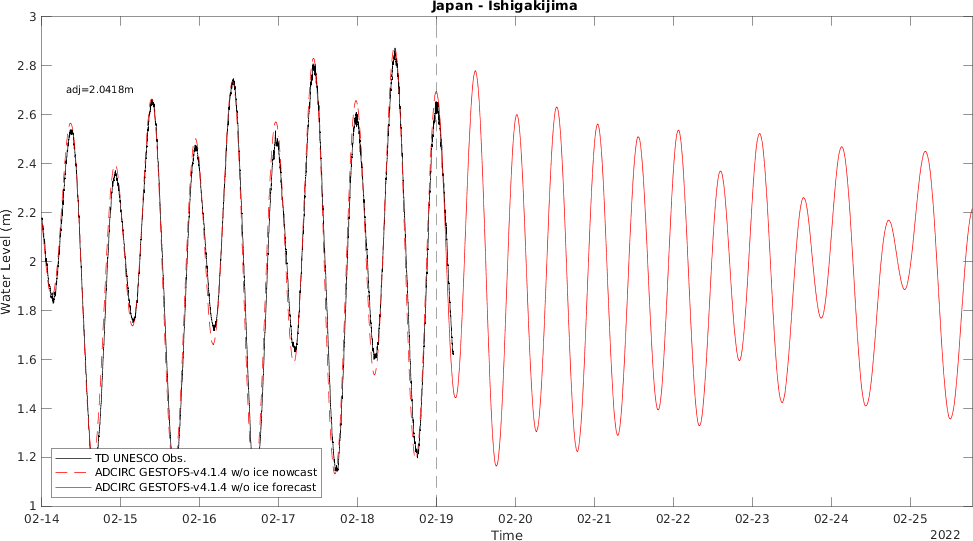 Japan - Ishigakijima
3
2.8
adj=2.0418m
2.6
2.4
2.2
2
1.8
1.6
1.4
1.2
1
Water Level (m)
TD UNESCO Obs.
ADCIRC GESTOFS-v4.1.4 w/o ice nowcast
ADCIRC GESTOFS-v4.1.4 w/o ice forecast
02-14 02-15 02-16 02-17 02-18 02-19 02-20 02-21 02-22 02-23 02-24 02-25
Time
2022